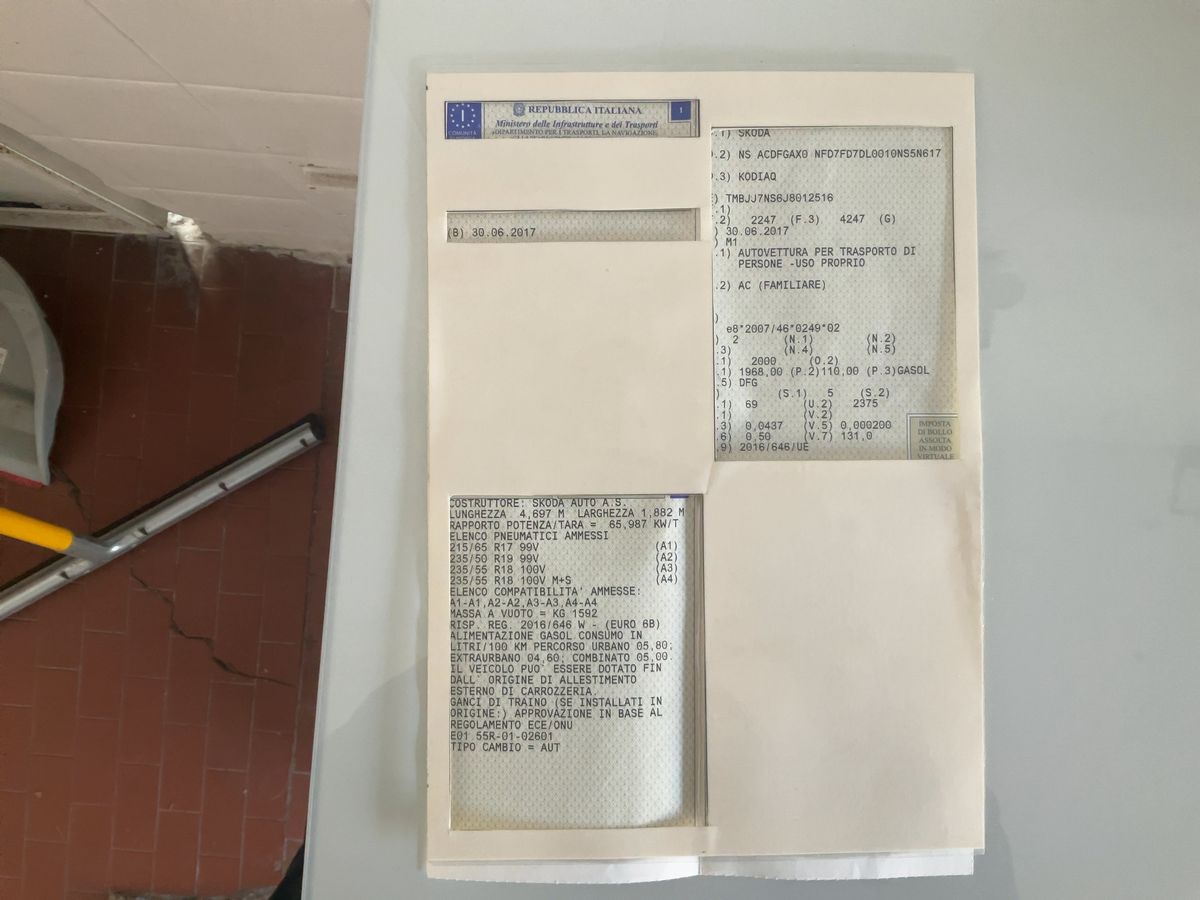 REPUBBLICA ITALIANA
1
Ministero delle Infrastrutture e dei Trasporti
COMUNITÀ
DIPARTIMENTO PER I TRASPORTI, LA NAVIGAZIONE,
(B) 30.06.2017
.1) SKODA
.2) NS ACDFGAX0 NFD7FD7DL0010NS5N617
.3) KODIAQ
) TMBJJ7NS6J8012516
.1)
.2) 2247 (F.3) 4247 (G)
) 30.06.2017
) M1
.1) AUTOVETTURA PER TRASPORTO DI
PERSONE -USO PROPRIO
.2) AC (FAMILIARE)
)
e8*2007/46*0249*02
) 2 (N.1) (N.2)
.3) (N.4) (N.5)
.1) 2000 (O.2)
.1) 1968,00 (P.2)110,00 (P.3)GASOL
.5) DFG
) (S.1) 5 (S.2)
.1) 69 (U.2) 2375
.1) (V.2)
.3) 0,0437 (V.5) 0,000200
.6) 0,50 (V.7) 131,0
.9) 2016/646/UE
IMPOSTA
DI BOLLO
ASSOLTA
IN MODO
VIRTUALE
COSTRUTTORE: SKODA AUTO A.S.
LUNGHEZZA 4,697 M LARGHEZZA 1,882 M
RAPPORTO POTENZA/TARA = 65,987 KW/T
ELENCO PNEUMATICI AMMESSI
215/65 R17 99V (A1)
235/50 R19 99V (A2)
235/55 R18 100V (A3)
235/55 R18 100V M+S (A4)
ELENCO COMPATIBILITA' AMMESSE:
A1-A1,A2-A2,A3-A3,A4-A4
MASSA A VUOTO = KG 1592
RISP. REG. 2016/646 W - (EURO 6B)
ALIMENTAZIONE GASOL CONSUMO IN
LITRI/100 KM PERCORSO URBANO 05,80;
EXTRAURBANO 04,60; COMBINATO 05,00.
IL VEICOLO PUO' ESSERE DOTATO FIN
DALL' ORIGINE DI ALLESTIMENTO
ESTERNO DI CARROZZERIA.
GANCI DI TRAINO (SE INSTALLATI IN
ORIGINE:) APPROVAZIONE IN BASE AL
REGOLAMENTO ECE/ONU
E01 55R-01-02601
TIPO CAMBIO = AUT